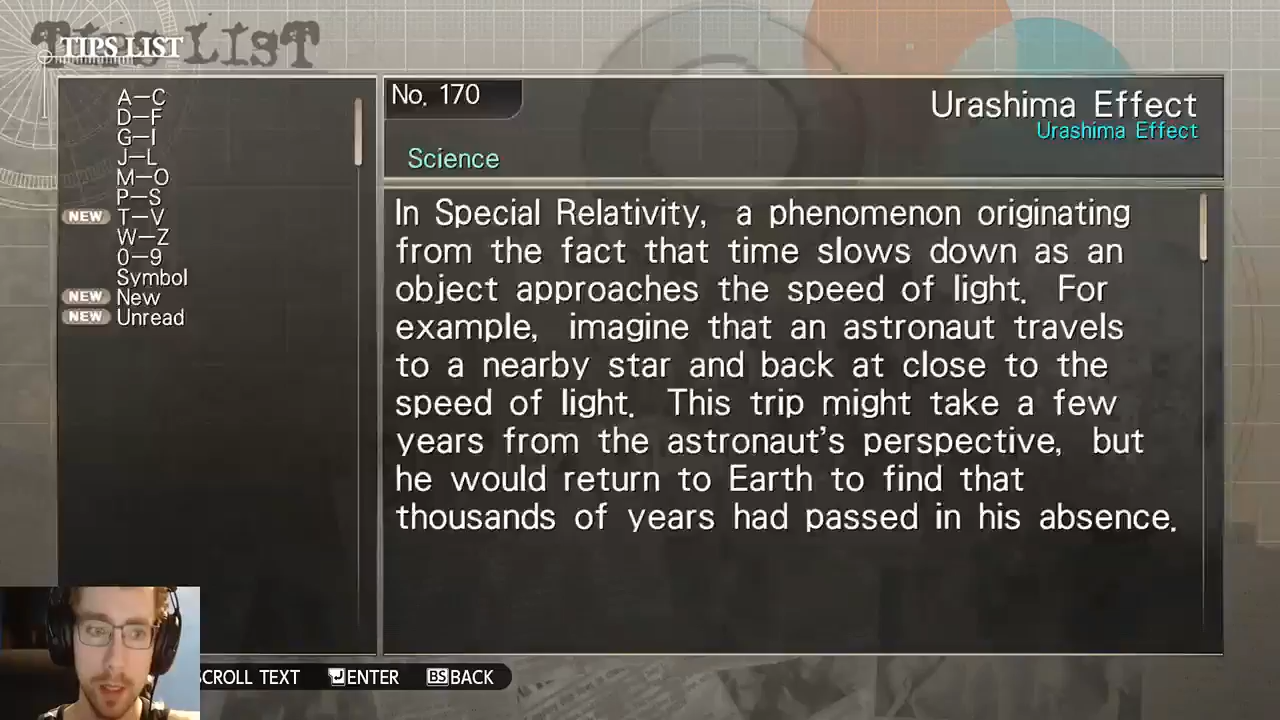 TIPS LIST
TIPS LIST
A–C
D–F
G–I
J–L
M–O
P–S
NEW T–V
W–Z
0–9
Symbol
NEW New
NEW Unread
No. 170
Urashima Effect
Urashima Effect
Science
In Special Relativity, a phenomenon originating
from the fact that time slows down as an
object approaches the speed of light. For
example, imagine that an astronaut travels
to a nearby star and back at close to the
speed of light. This trip might take a few
years from the astronaut's perspective, but
he would return to Earth to find that
thousands of years had passed in his absence.
SCROLL TEXT ENTER BS BACK